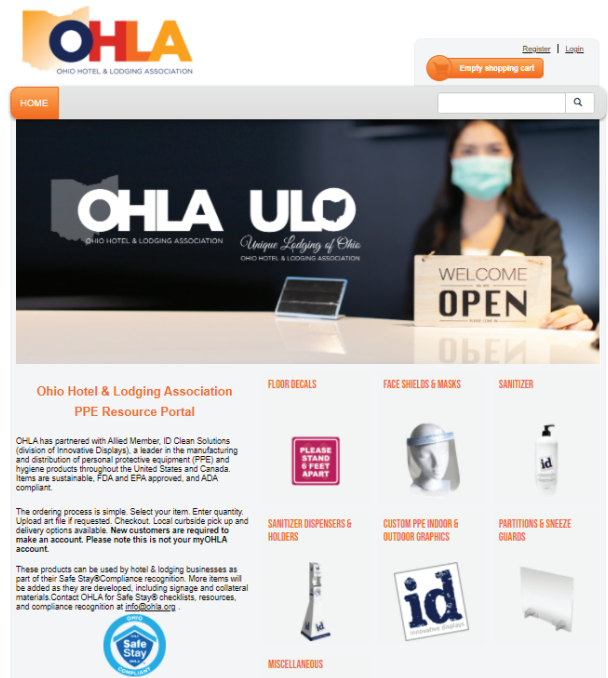 OHLA
OHIO HOTEL & LODGING ASSOCIATION
Register | Login
Empty shopping cart
HOME
OHLA
OHIO HOTEL & LODGING ASSOCIATION
ULO
Unique Lodging of Ohio
OHIO HOTEL & LODGING ASSOCIATION
WELCOME
OPEN
Ohio Hotel & Lodging Association
PPE Resource Portal
OHLA has partnered with Allied Member, ID Clean Solutions
(division of Innovative Displays), a leader in the manufacturing
and distribution of personal protective equipment (PPE) and
hygiene products throughout the United States and Canada.
Items are sustainable, FDA and EPA approved, and ADA
compliant.
The ordering process is simple. Select your item. Enter quantity.
Upload art file if requested. Checkout. Local curbside pick up and
delivery options available. New customers are required to
make an account. Please note this is not your myOHLA
account.
These products can be used by hotel & lodging businesses as
part of their Safe Stay®Compliance recognition. More items will
be added as they are developed, including signage and collateral
materials.Contact OHLA for Safe Stay® checklists, resources,
and compliance recognition at info@ohla.org .
OHIO
Safe
Stay
COMPLIANT
FLOOR DECALS
PLEASE
STAND
6 FEET
APART
FACE SHIELDS & MASKS
SANITIZER
id
SANITIZER DISPENSERS &
HOLDERS
id
CUSTOM PPE INDOOR &
OUTDOOR GRAPHICS
id
innovative displays
PARTITIONS & SNEEZE
GUARDS
MISCELLANEOUS